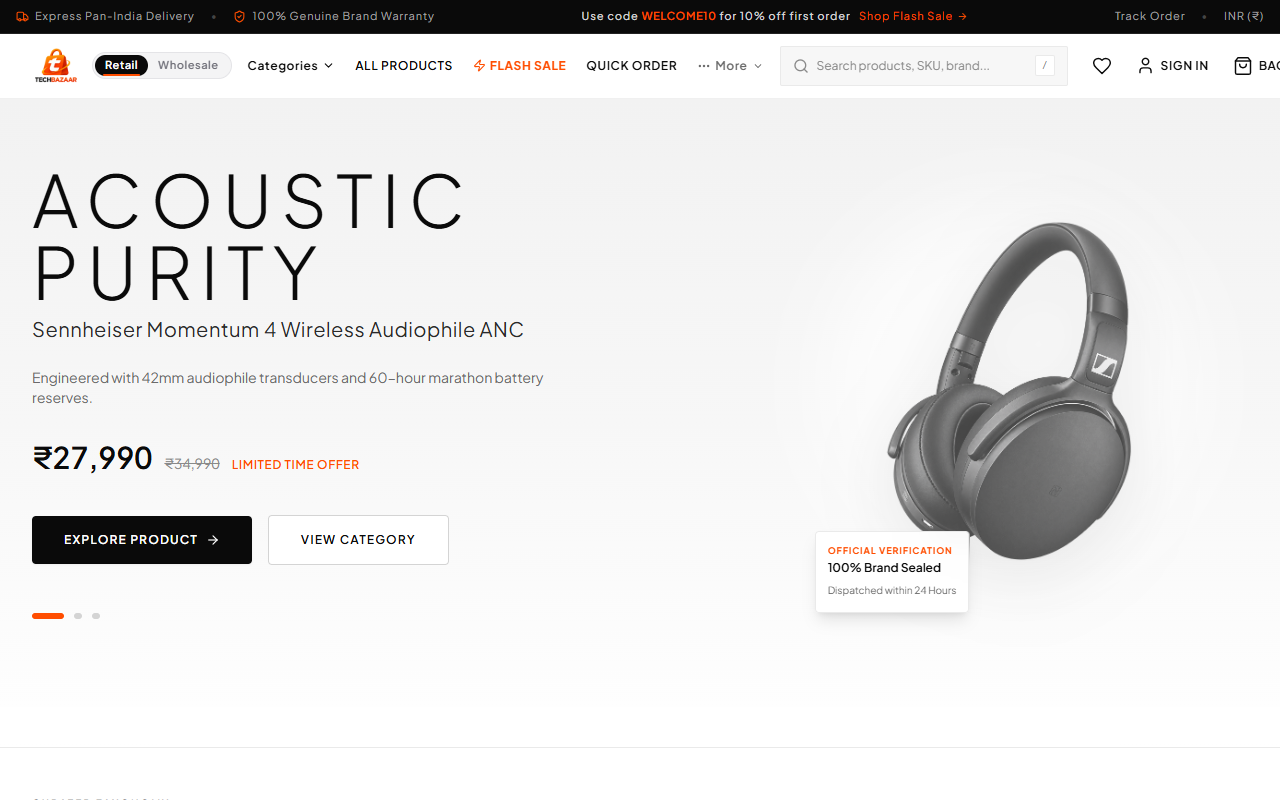 Express Pan-India Delivery • 100% Genuine Brand Warranty
Use code WELCOME10 for 10% off first order Shop Flash Sale →
Track Order • INR (₹)
TECHBAZAAR
Retail Wholesale
Categories
ALL PRODUCTS
FLASH SALE
QUICK ORDER
··· More
Search products, SKU, brand... /
SIGN IN
ACOUSTIC
PURITY
Sennheiser Momentum 4 Wireless Audiophile ANC
Engineered with 42mm audiophile transducers and 60-hour marathon battery
reserves.
₹27,990 ₹34,990 LIMITED TIME OFFER
EXPLORE PRODUCT →
VIEW CATEGORY
OFFICIAL VERIFICATION
100% Brand Sealed
Dispatched within 24 Hours